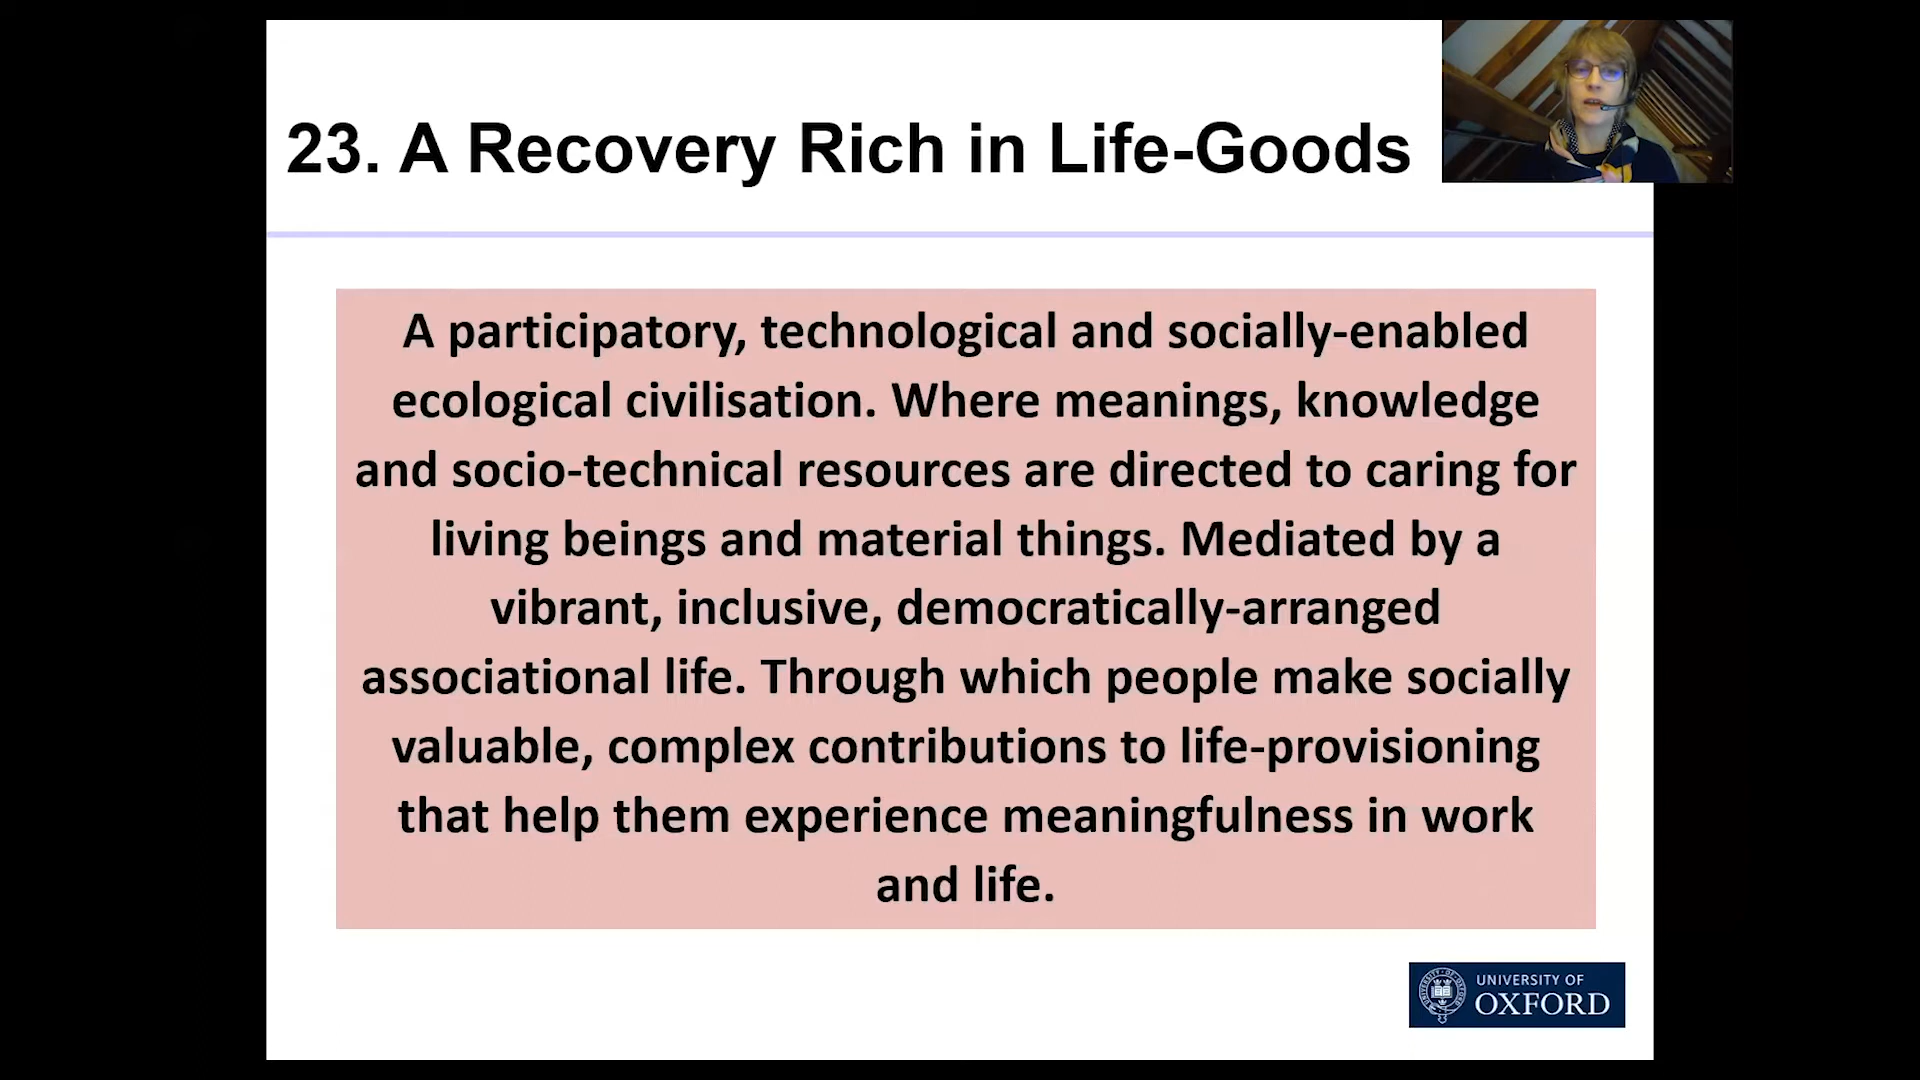 23. A Recovery Rich in Life-Goods
A participatory, technological and socially-enabled
ecological civilisation. Where meanings, knowledge
and socio-technical resources are directed to caring for
living beings and material things. Mediated by a
vibrant, inclusive, democratically-arranged
associational life. Through which people make socially
valuable, complex contributions to life-provisioning
that help them experience meaningfulness in work
and life.
UNIVERSITY OF
OXFORD